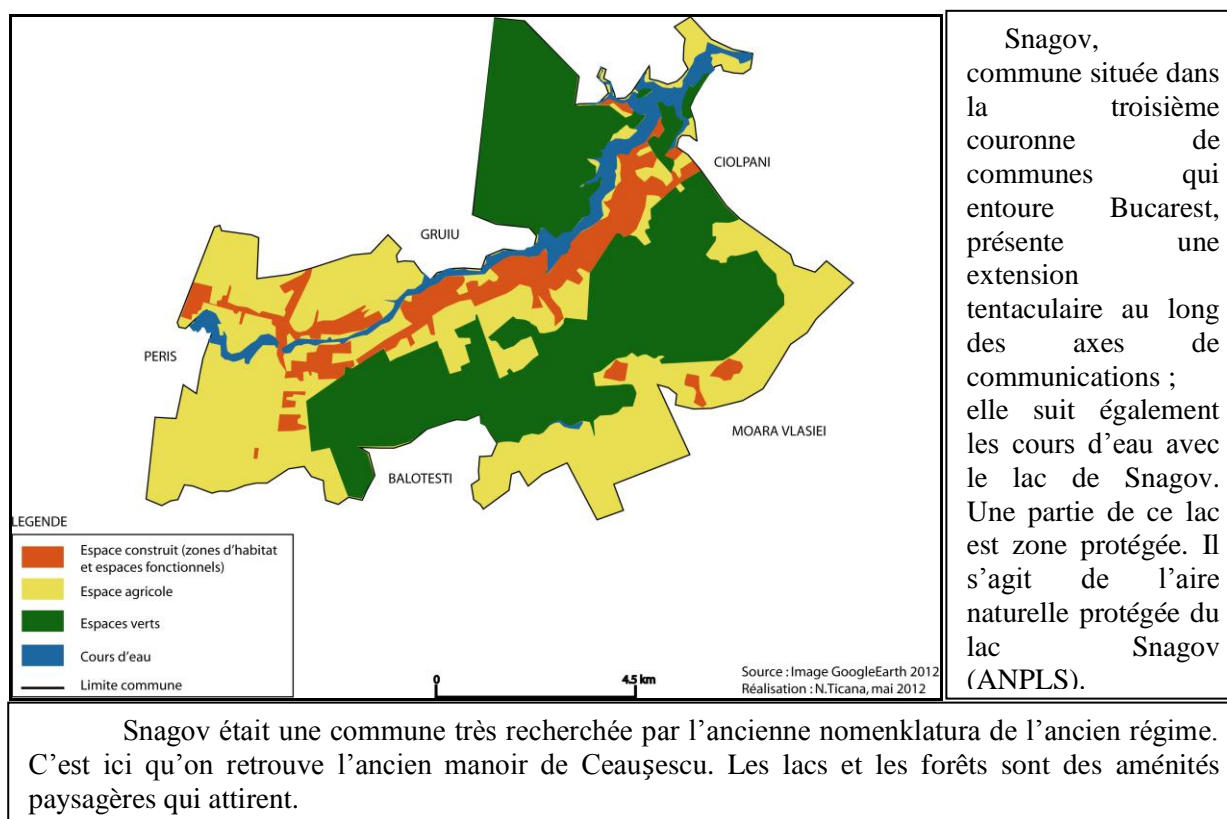 CIOLPANI
GRUIU
PERIS
MOARA VLASIEI
BALOTESTI
LEGENDE
Espace construit (zones d'habitat
et espaces fonctionnels)
Espace agricole
Espaces verts
Cours d'eau
Limite commune
0
4.5 km
Source : Image GoogleEarth 2012
Réalisation : N.Ticana, mai 2012
Snagov,
commune située dans
la troisième
couronne de
communes qui
entoure Bucarest,
présente une
extension
tentaculaire au long
des axes de
communications ;
elle suit également
les cours d'eau avec
le lac de Snagov.
Une partie de ce lac
est zone protégée. Il
s'agit de l'aire
naturelle protégée du
lac Snagov
(ANPLS).
Snagov était une commune très recherchée par l'ancienne nomenklatura de l'ancien régime.
C'est ici qu'on retrouve l'ancien manoir de Ceaușescu. Les lacs et les forêts sont des aménités
paysagères qui attirent.